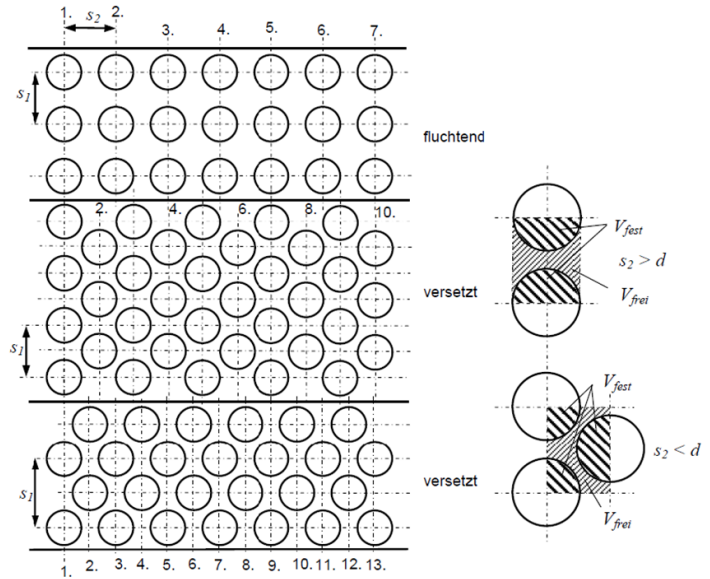 1. s₂ 2. 3. 4. 5. 6. 7.
s₁
fluchtend
2. 4. 6. 8. 10.
s₁
versetzt
V_fest
s₂ > d
V_frei
s₁
versetzt
V_fest
s₂ < d
V_frei
1. 2. 3. 4. 5. 6. 7. 8. 9. 10. 11. 12. 13.